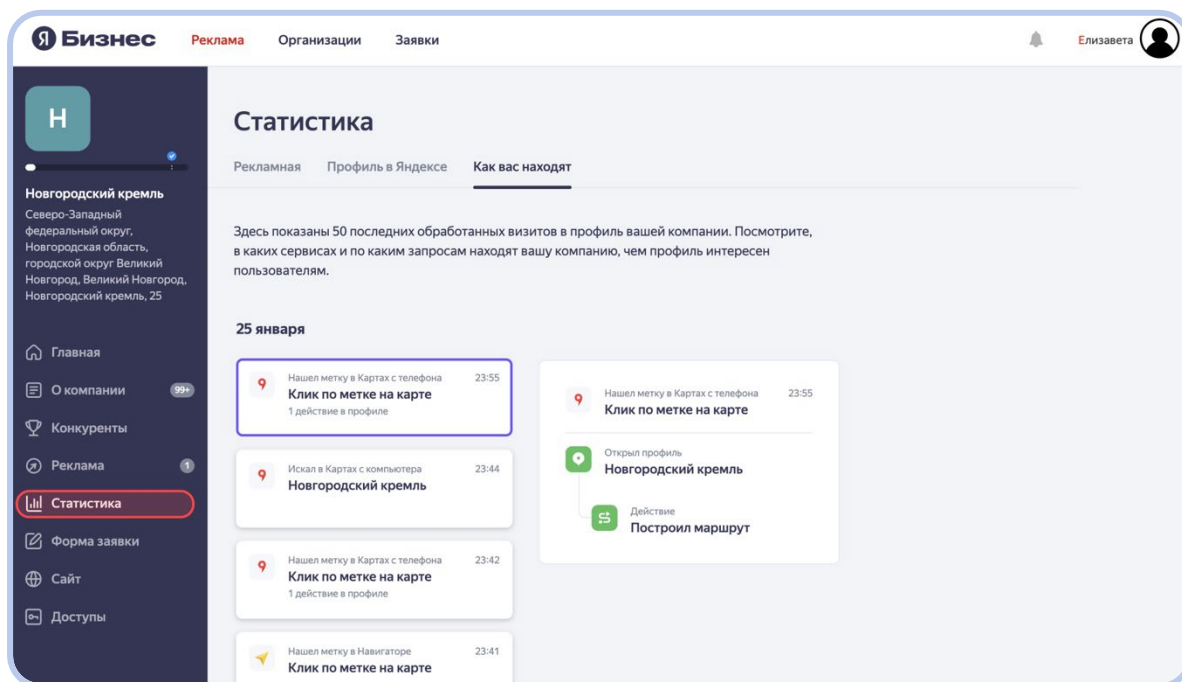 Я Бизнес
Реклама
Организации
Заявки
Елизавета
Н
Новгородский кремль
Северо-Западный
федеральный округ,
Новгородская область,
городской округ Великий
Новгород, Великий Новгород,
Новгородский кремль, 25
Главная
О компании 99+
Конкуренты
Реклама 1
Статистика
Форма заявки
Сайт
Доступы
Статистика
Рекламная
Профиль в Яндексе
Как вас находят
Здесь показаны 50 последних обработанных визитов в профиль вашей компании. Посмотрите,
в каких сервисах и по каким запросам находят вашу компанию, чем профиль интересен
пользователям.
25 января
Нашел метку в Картах с телефона 23:55
Клик по метке на карте
1 действие в профиле
Искал в Картах с компьютера 23:44
Новгородский кремль
Нашел метку в Картах с телефона 23:42
Клик по метке на карте
1 действие в профиле
Нашел метку в Навигаторе 23:41
Клик по метке на карте
Нашел метку в Картах с телефона 23:55
Клик по метке на карте
Открыл профиль
Новгородский кремль
Действие
Построил маршрут